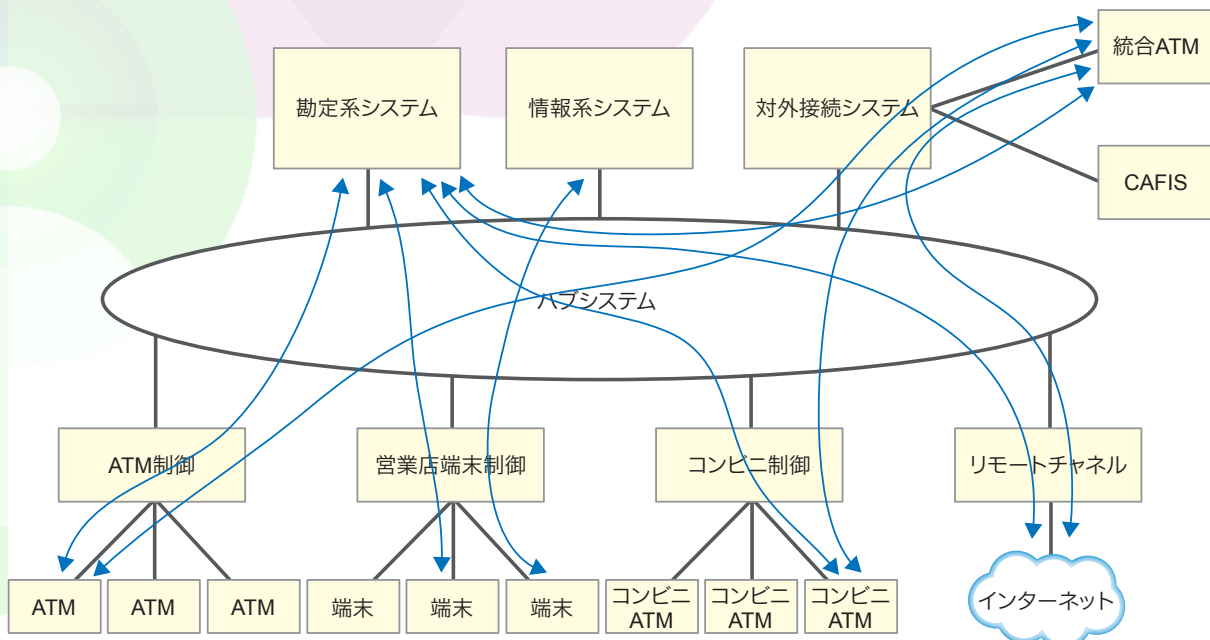 統合ATM
勘定系システム
情報系システム
対外接続システム
CAFIS
ハブシステム
ATM制御
営業店端末制御
コンビニ制御
リモートチャネル
ATM
ATM
ATM
端末
端末
端末
コンビニ
ATM
コンビニ
ATM
コンビニ
ATM
インターネット